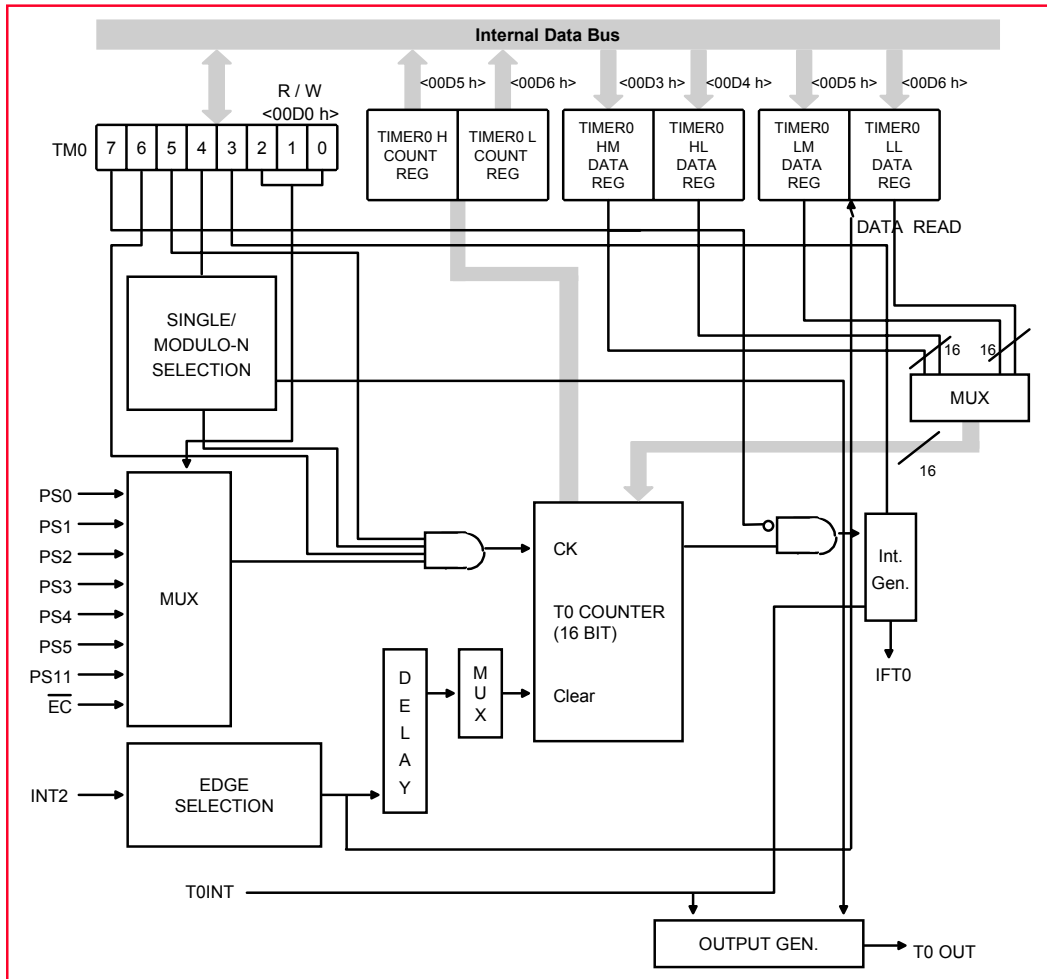 Internal Data Bus
R / W
<00D0 h>
<00D5 h>
<00D6 h>
<00D3 h>
<00D4 h>
<00D5 h>
<00D6 h>
TM0
7 6 5 4 3 2 1 0
TIMER0 H
COUNT
REG
TIMER0 L
COUNT
REG
TIMER0
HM
DATA
REG
TIMER0
HL
DATA
REG
TIMER0
LM
DATA
REG
TIMER0
LL
DATA
REG
DATA READ
SINGLE/
MODULO-N
SELECTION
16
16
MUX
16
PS0
PS1
PS2
PS3
PS4
PS5
PS11
EC
MUX
CK
T0 COUNTER
(16 BIT)
Clear
Int.
Gen.
IFT0
DELAY
MUX
INT2
EDGE
SELECTION
T0INT
OUTPUT GEN.
T0 OUT